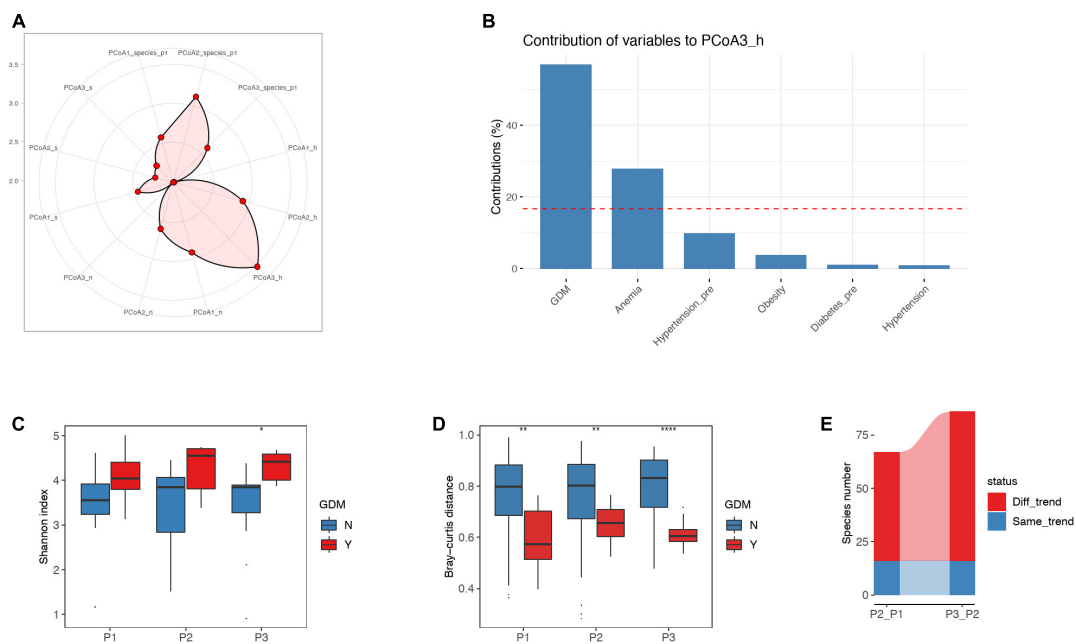 A
3.5
3.0
2.5
2.0
PCoA1_species_p1
PCoA2_species_p1
PCoA3_s
PCoA3_species_p1
PCoA2_s
PCoA1_h
PCoA1_s
PCoA2_h
PCoA3_n
PCoA3_h
PCoA2_n
PCoA1_n
B
Contribution of variables to PCoA3_h
Contributions (%)
40
20
0
GDM
Anemia
Hypertension_pre
Obesity
Diabetes_pre
Hypertension
C
Shannon index
5
4
3
2
1
*
P1
P2
P3
GDM
N
Y
D
Bray-curtis distance
1.0
0.8
0.6
0.4
**
**
****
P1
P2
P3
GDM
N
Y
E
Species number
75
50
25
0
P2_P1
P3_P2
status
Diff_trend
Same_trend